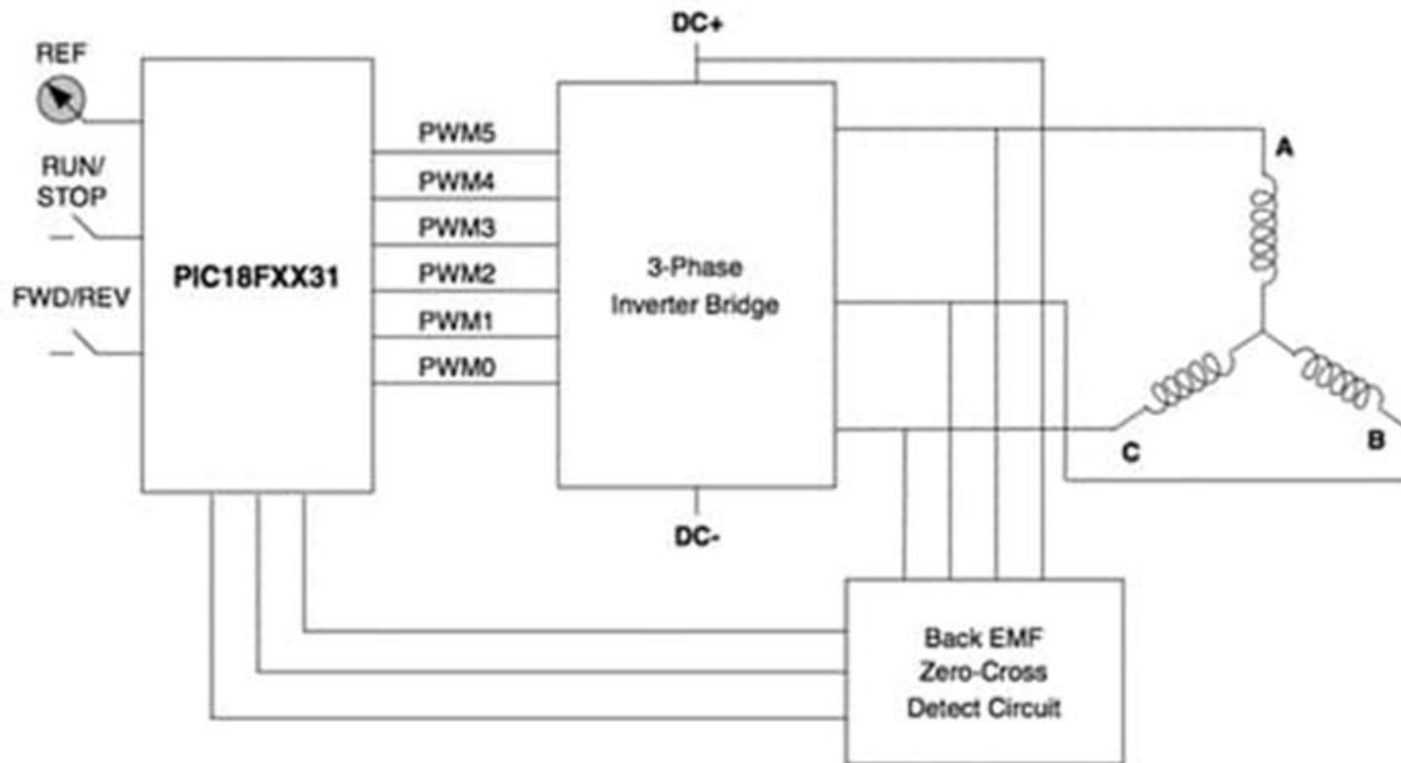 DC+
REF
RUN/
STOP
FWD/REV
PIC18FXX31
PWM5
PWM4
PWM3
PWM2
PWM1
PWM0
3-Phase
Inverter Bridge
DC-
A
B
C
Back EMF
Zero-Cross
Detect Circuit